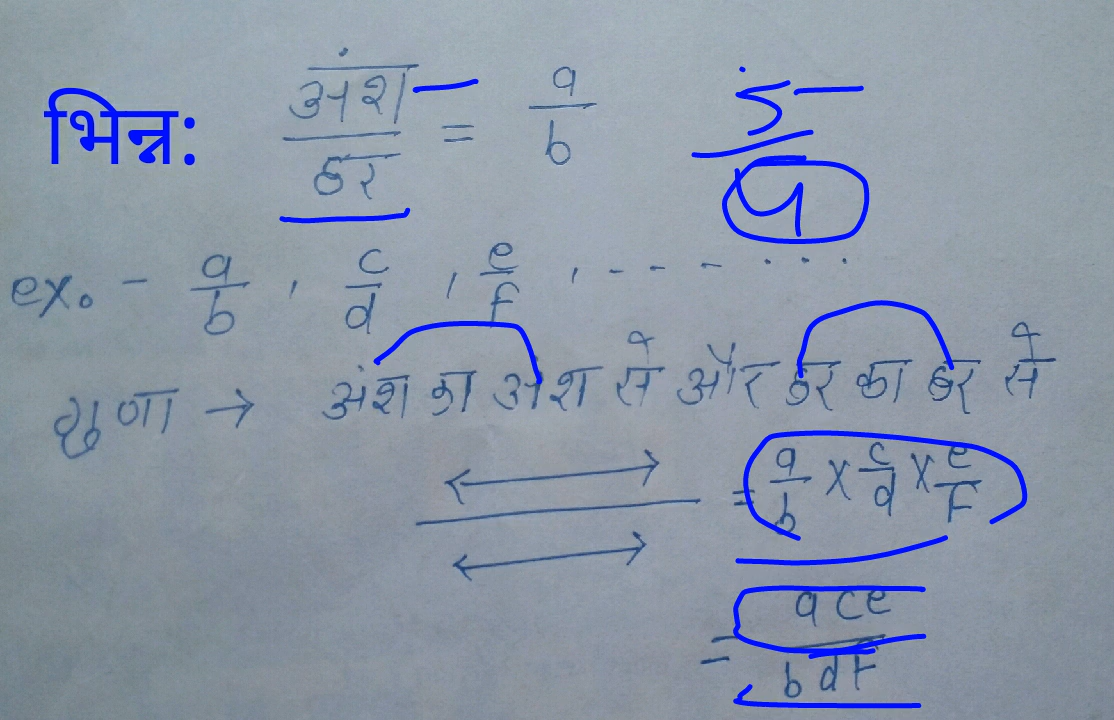 भिन्न: अंश/हर = a/b 5/4
ex. - a/b , c/d , e/f , - - - - . . .
गुणा → अंश का अंश से और हर का हर से
= a/b X c/d X e/F
= ace/bdF